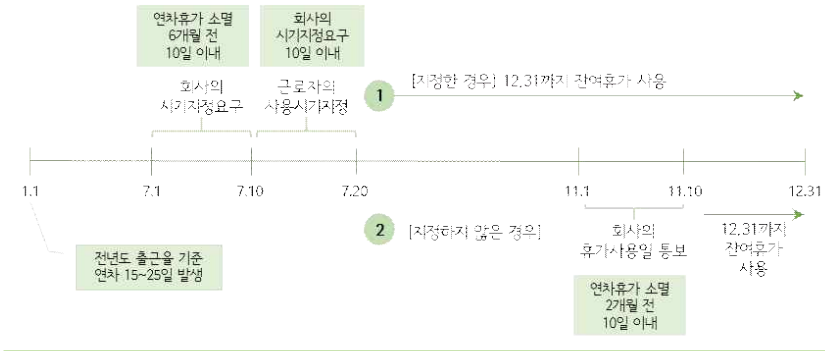 연차휴가 소멸
6개월 전
10일 이내
회사의
시기지정요구
10일 이내
회사의
시기지정요구
근로자의
사용시기지정
1
[지정한 경우] 12.31까지 잔여휴가 사용
1.1
7.1
7.10
7.20
11.1
11.10
12.31
2
[지정하지 않은 경우]
회사의
휴가사용일 통보
12.31까지
잔여휴가
사용
전년도 출근율 기준
연차 15~25일 발생
연차휴가 소멸
2개월 전
10일 이내